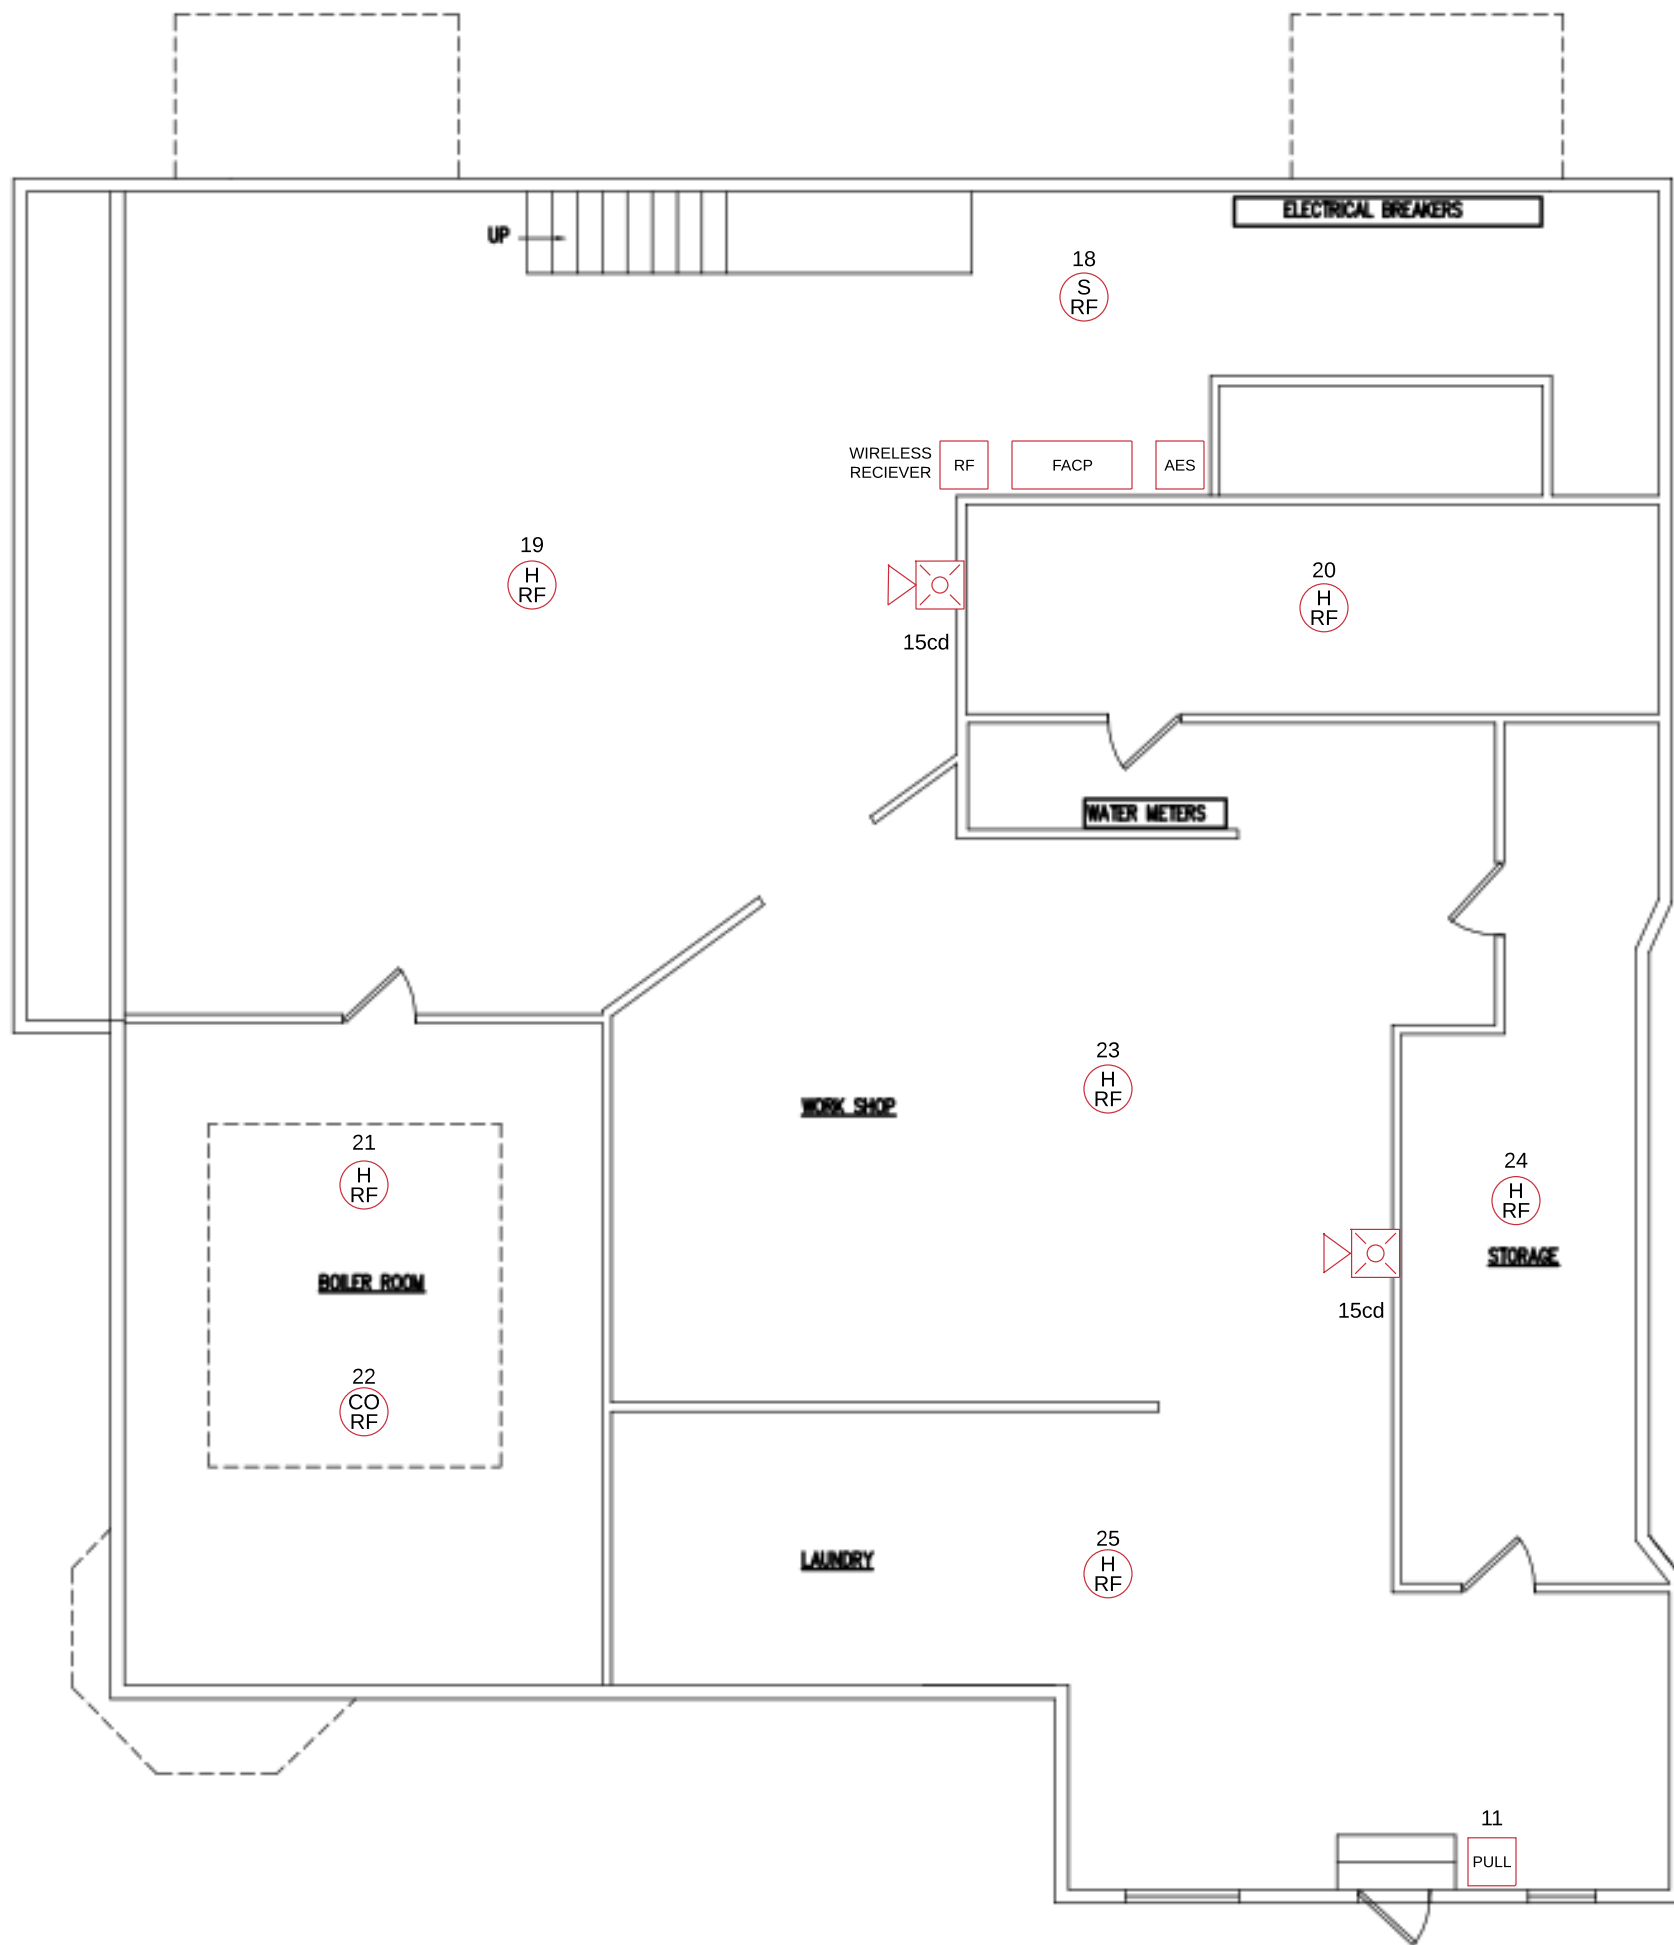 ELECTRICAL BREAKERS
UP
18
S
RF
WIRELESS
RECIEVER
RF
FACP
AES
19
H
RF
20
H
RF
15cd
WATER METERS
23
H
RF
WORK SHOP
21
H
RF
24
H
RF
STORAGE
BOILER ROOM
15cd
22
CO
RF
25
H
RF
LAUNDRY
11
PULL